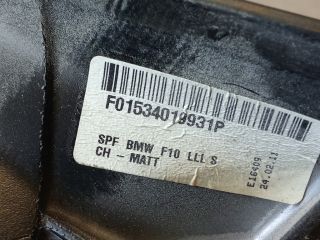 F01534019931P
SPF BMW F10 LLL S
CH - MATT
E16409
24.02.11